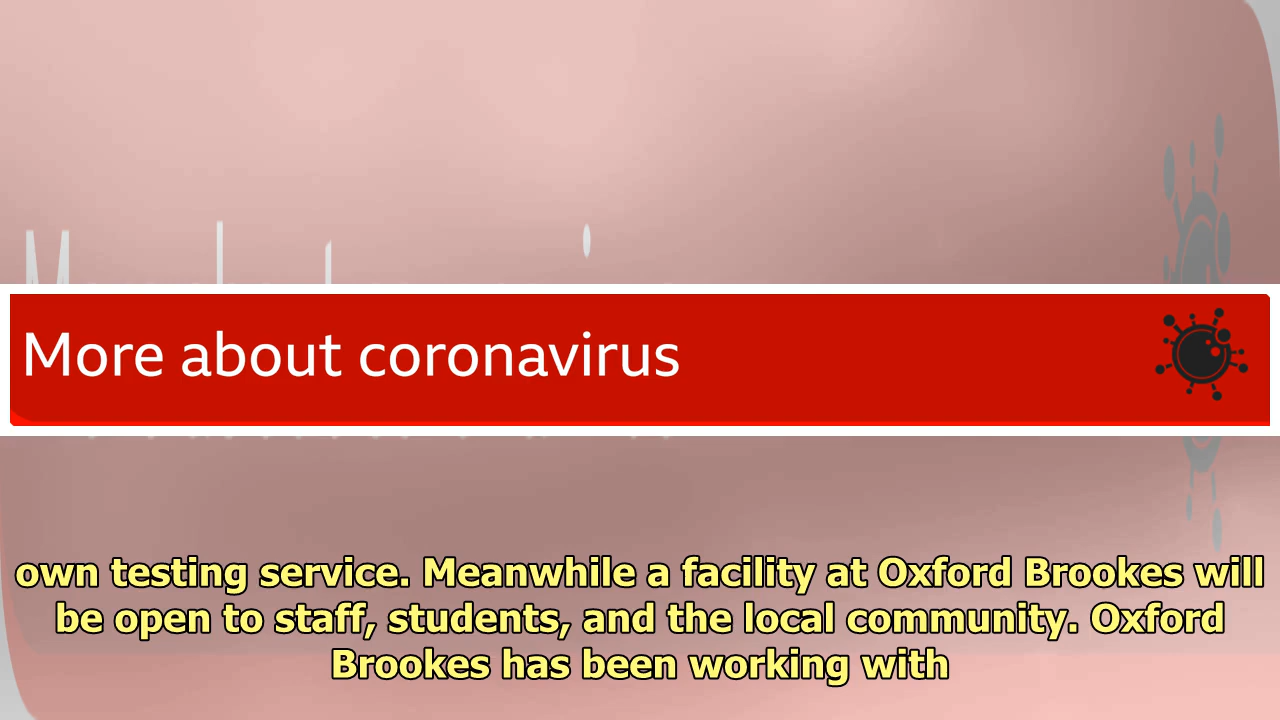 More about coronavirus
own testing service. Meanwhile a facility at Oxford Brookes will
be open to staff, students, and the local community. Oxford
Brookes has been working with